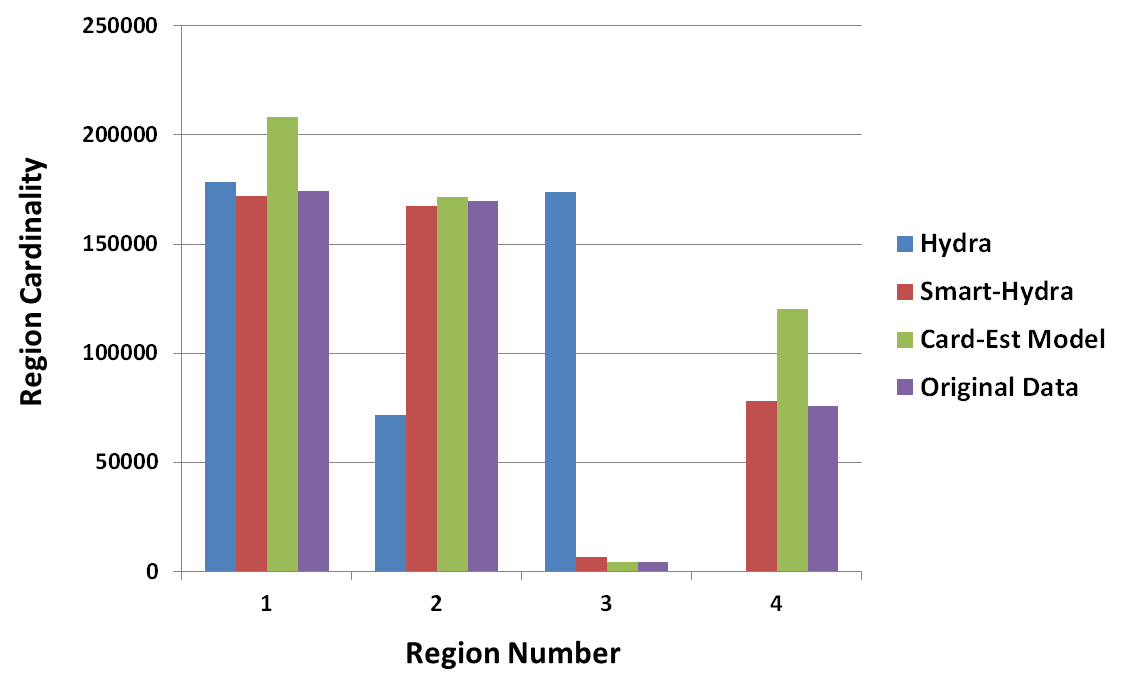 250000
200000
150000
100000
50000
0
Region Cardinality
1 2 3 4
Region Number
Hydra
Smart-Hydra
Card-Est Model
Original Data